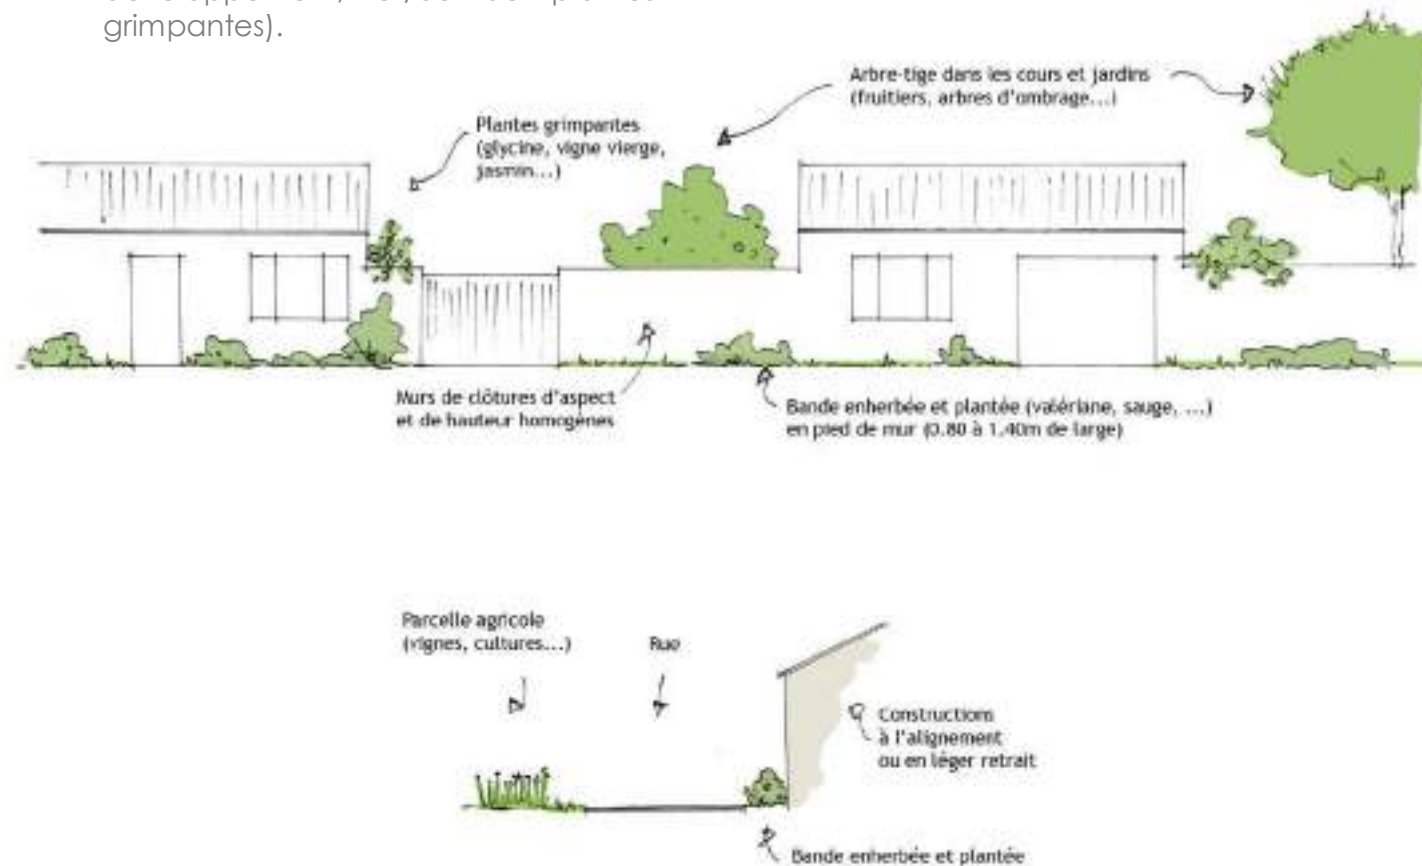 grimpantes).
Arbre-tige dans les cours et jardins
(fruitiers, arbres d'ombrage...)
Plantes grimpantes
(glycine, vigne vierge,
jasmin...)
Murs de clôtures d'aspect
et de hauteur homogènes
Bande enherbée et plantée (valériane, sauge, ...)
en pied de mur (0.80 à 1.40m de large)
Parcelle agricole
(vignes, cultures...)
Rue
Constructions
à l'alignement
ou en léger retrait
Bande enherbée et plantée